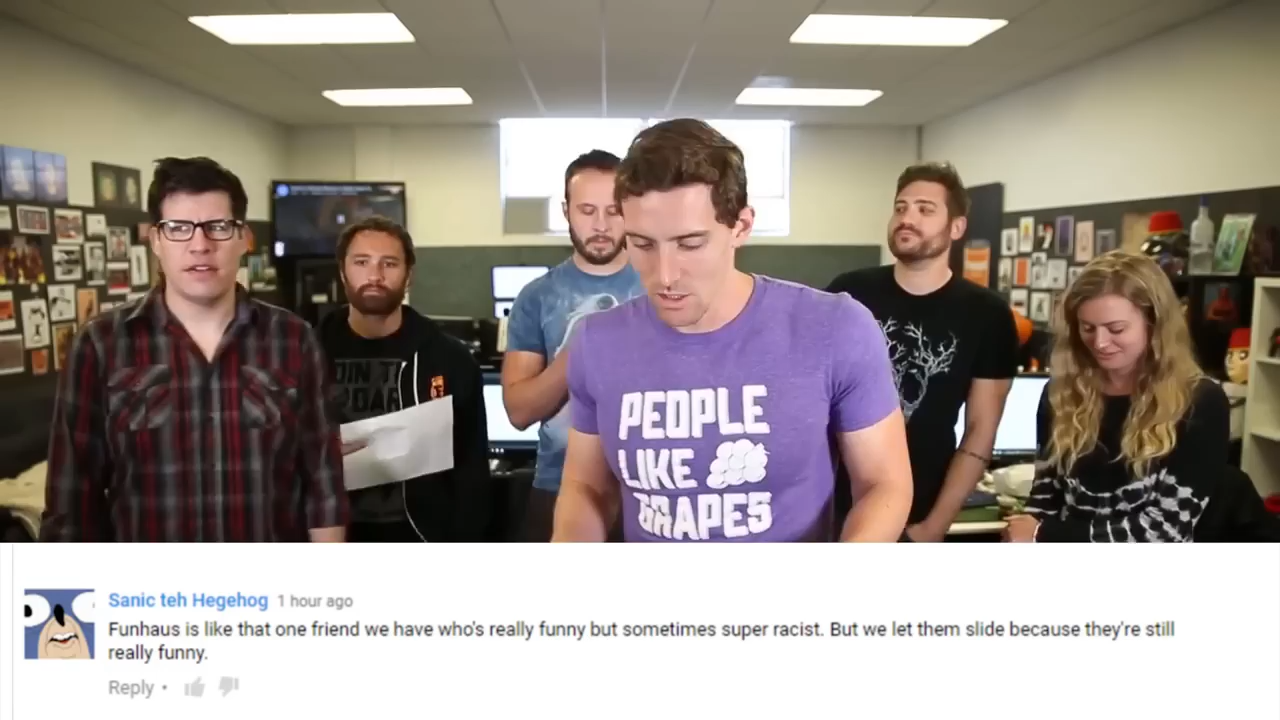 PEOPLE
LIKE
GRAPES
Sanic teh Hegehog 1 hour ago
Funhaus is like that one friend we have who's really funny but sometimes super racist. But we let them slide because they're still
really funny.
Reply •